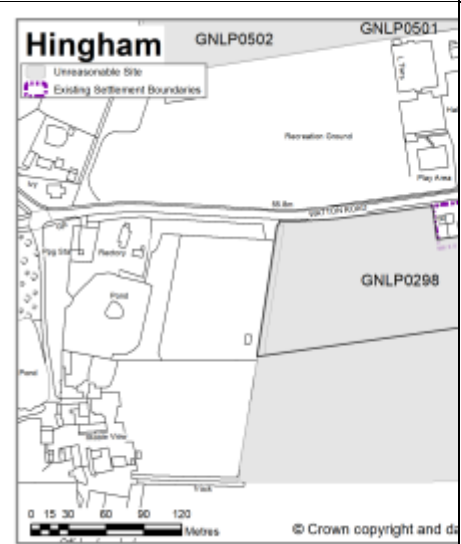 Hingham
GNLP0502
GNLP0501
Unreasonable Site
Existing Settlement Boundaries
Recreation Ground
Play Area
Ivy
WATTON ROAD
Rectory
GNLP0298
Pond
Pond
Track
0 15 30 60 90 120
Metres
© Crown copyright and da